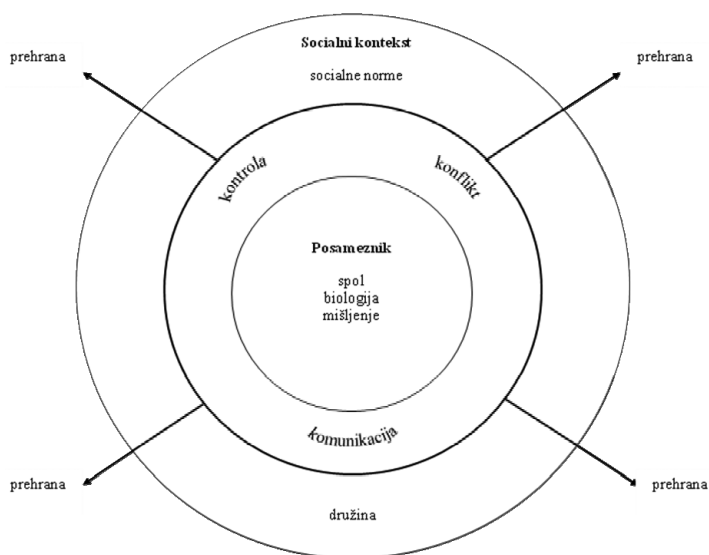 Socialni kontekst
prehrana
prehrana
socialne norme
kontrola
konflikt
Posameznik
spol
biologija
mišljenje
komunikacija
prehrana
prehrana
družina